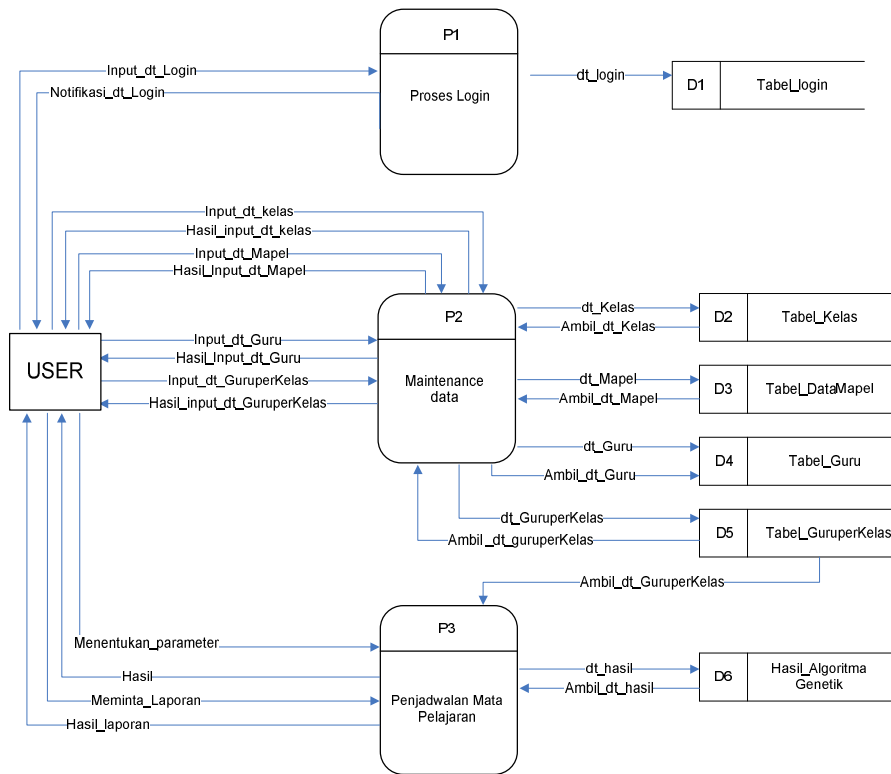 P1
Proses Login
Input_dt_Login
Notifikasi_dt_Login
dt_login
D1
Tabel_login
Input_dt_kelas
Hasil_input_dt_kelas
Input_dt_Mapel
Hasil_Input_dt_Mapel
USER
Input_dt_Guru
Hasil_Input_dt_Guru
Input_dt_GuruperKelas
Hasil_input_dt_GuruperKelas
P2
Maintenance
data
dt_Kelas
Ambil_dt_Kelas
D2
Tabel_Kelas
dt_Mapel
Ambil_dt_Mapel
D3
Tabel_DataMapel
dt_Guru
Ambil_dt_Guru
D4
Tabel_Guru
dt_GuruperKelas
Ambil_dt_guruperKelas
D5
Tabel_GuruperKelas
Ambil_dt_GuruperKelas
P3
Penjadwalan Mata
Pelajaran
Menentukan_parameter
Hasil
Meminta_Laporan
Hasil_laporan
dt_hasil
Ambil_dt_hasil
D6
Hasil_Algoritma
Genetik